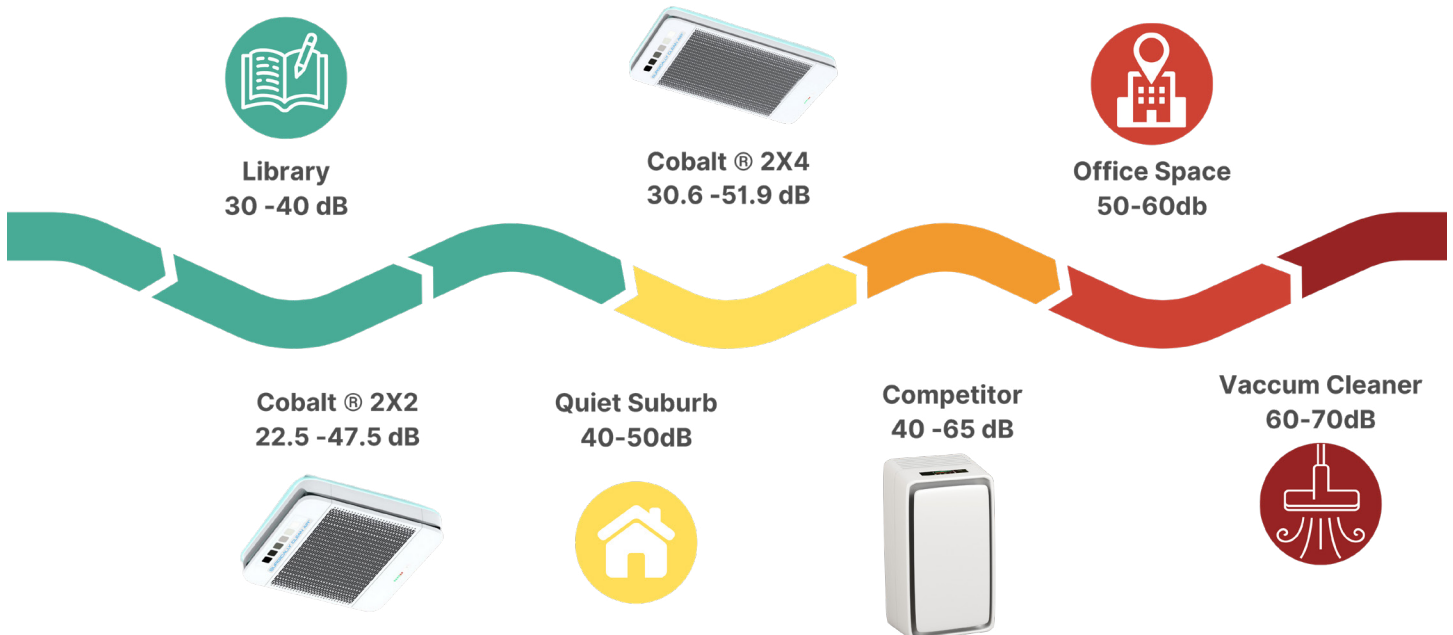 Library
30 -40 dB
Cobalt ® 2X4
30.6 -51.9 dB
Office Space
50-60db
Cobalt ® 2X2
22.5 -47.5 dB
Quiet Suburb
40-50dB
Competitor
40 -65 dB
Vaccum Cleaner
60-70dB